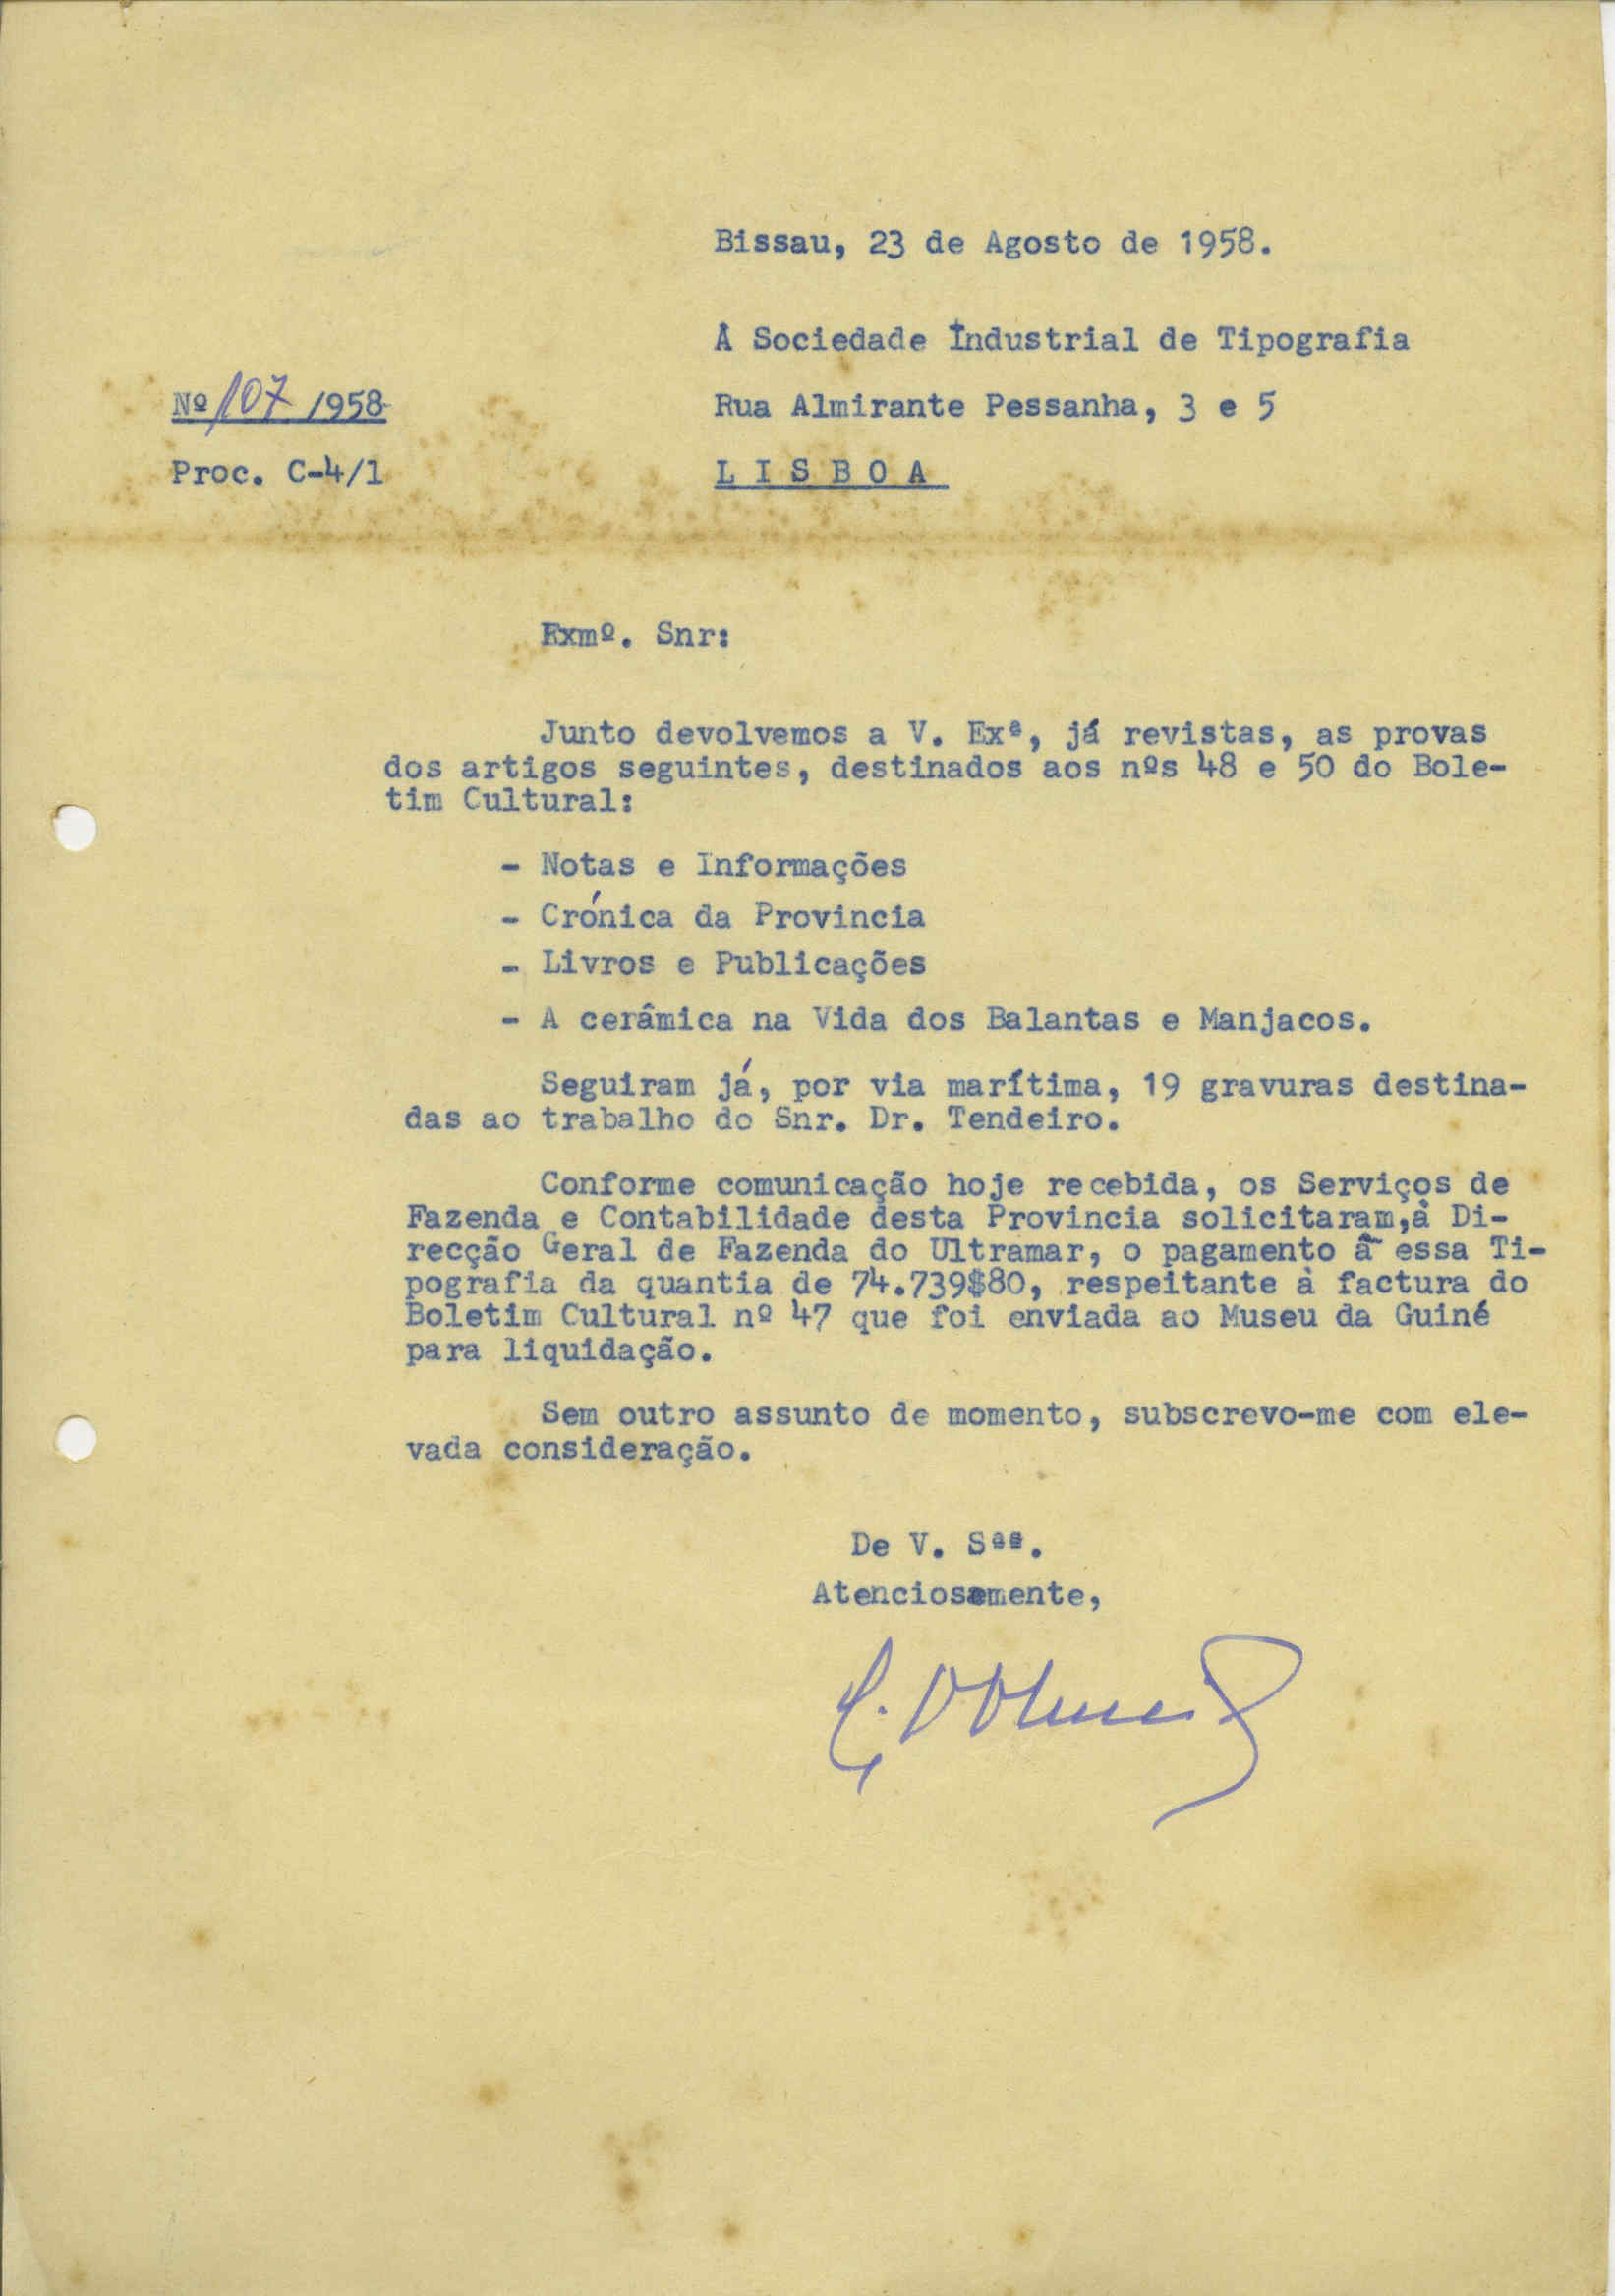 Bissau, 23 de Agosto de 1958.
À Sociedade Industrial de Tipografia
Nº 107 /1958
Rua Almirante Pessanha, 3 e 5
Proc. C-4/1
L I S B O A
Exmº. Snr:
Junto devolvemos a V. Exª, já revistas, as provas
dos artigos seguintes, destinados aos nºs 48 e 50 do Bole-
tim Cultural:
- Notas e Informações
- Crónica da Provincia
- Livros e Publicações
- A cerâmica na Vida dos Balantas e Manjacos.
Seguiram já, por via marítima, 19 gravuras destina-
das ao trabalho do Snr. Dr. Tendeiro.
Conforme comunicação hoje recebida, os Serviços de
Fazenda e Contabilidade desta Provincia solicitaram,à Di-
recção Geral de Fazenda do Ultramar, o pagamento a essa Ti-
pografia da quantia de 74.739$80, respeitante à factura do
Boletim Cultural nº 47 que foi enviada ao Museu da Guiné
para liquidação.
Sem outro assunto de momento, subscrevo-me com ele-
vada consideração.
De V. Sªª.
Atenciosamente,